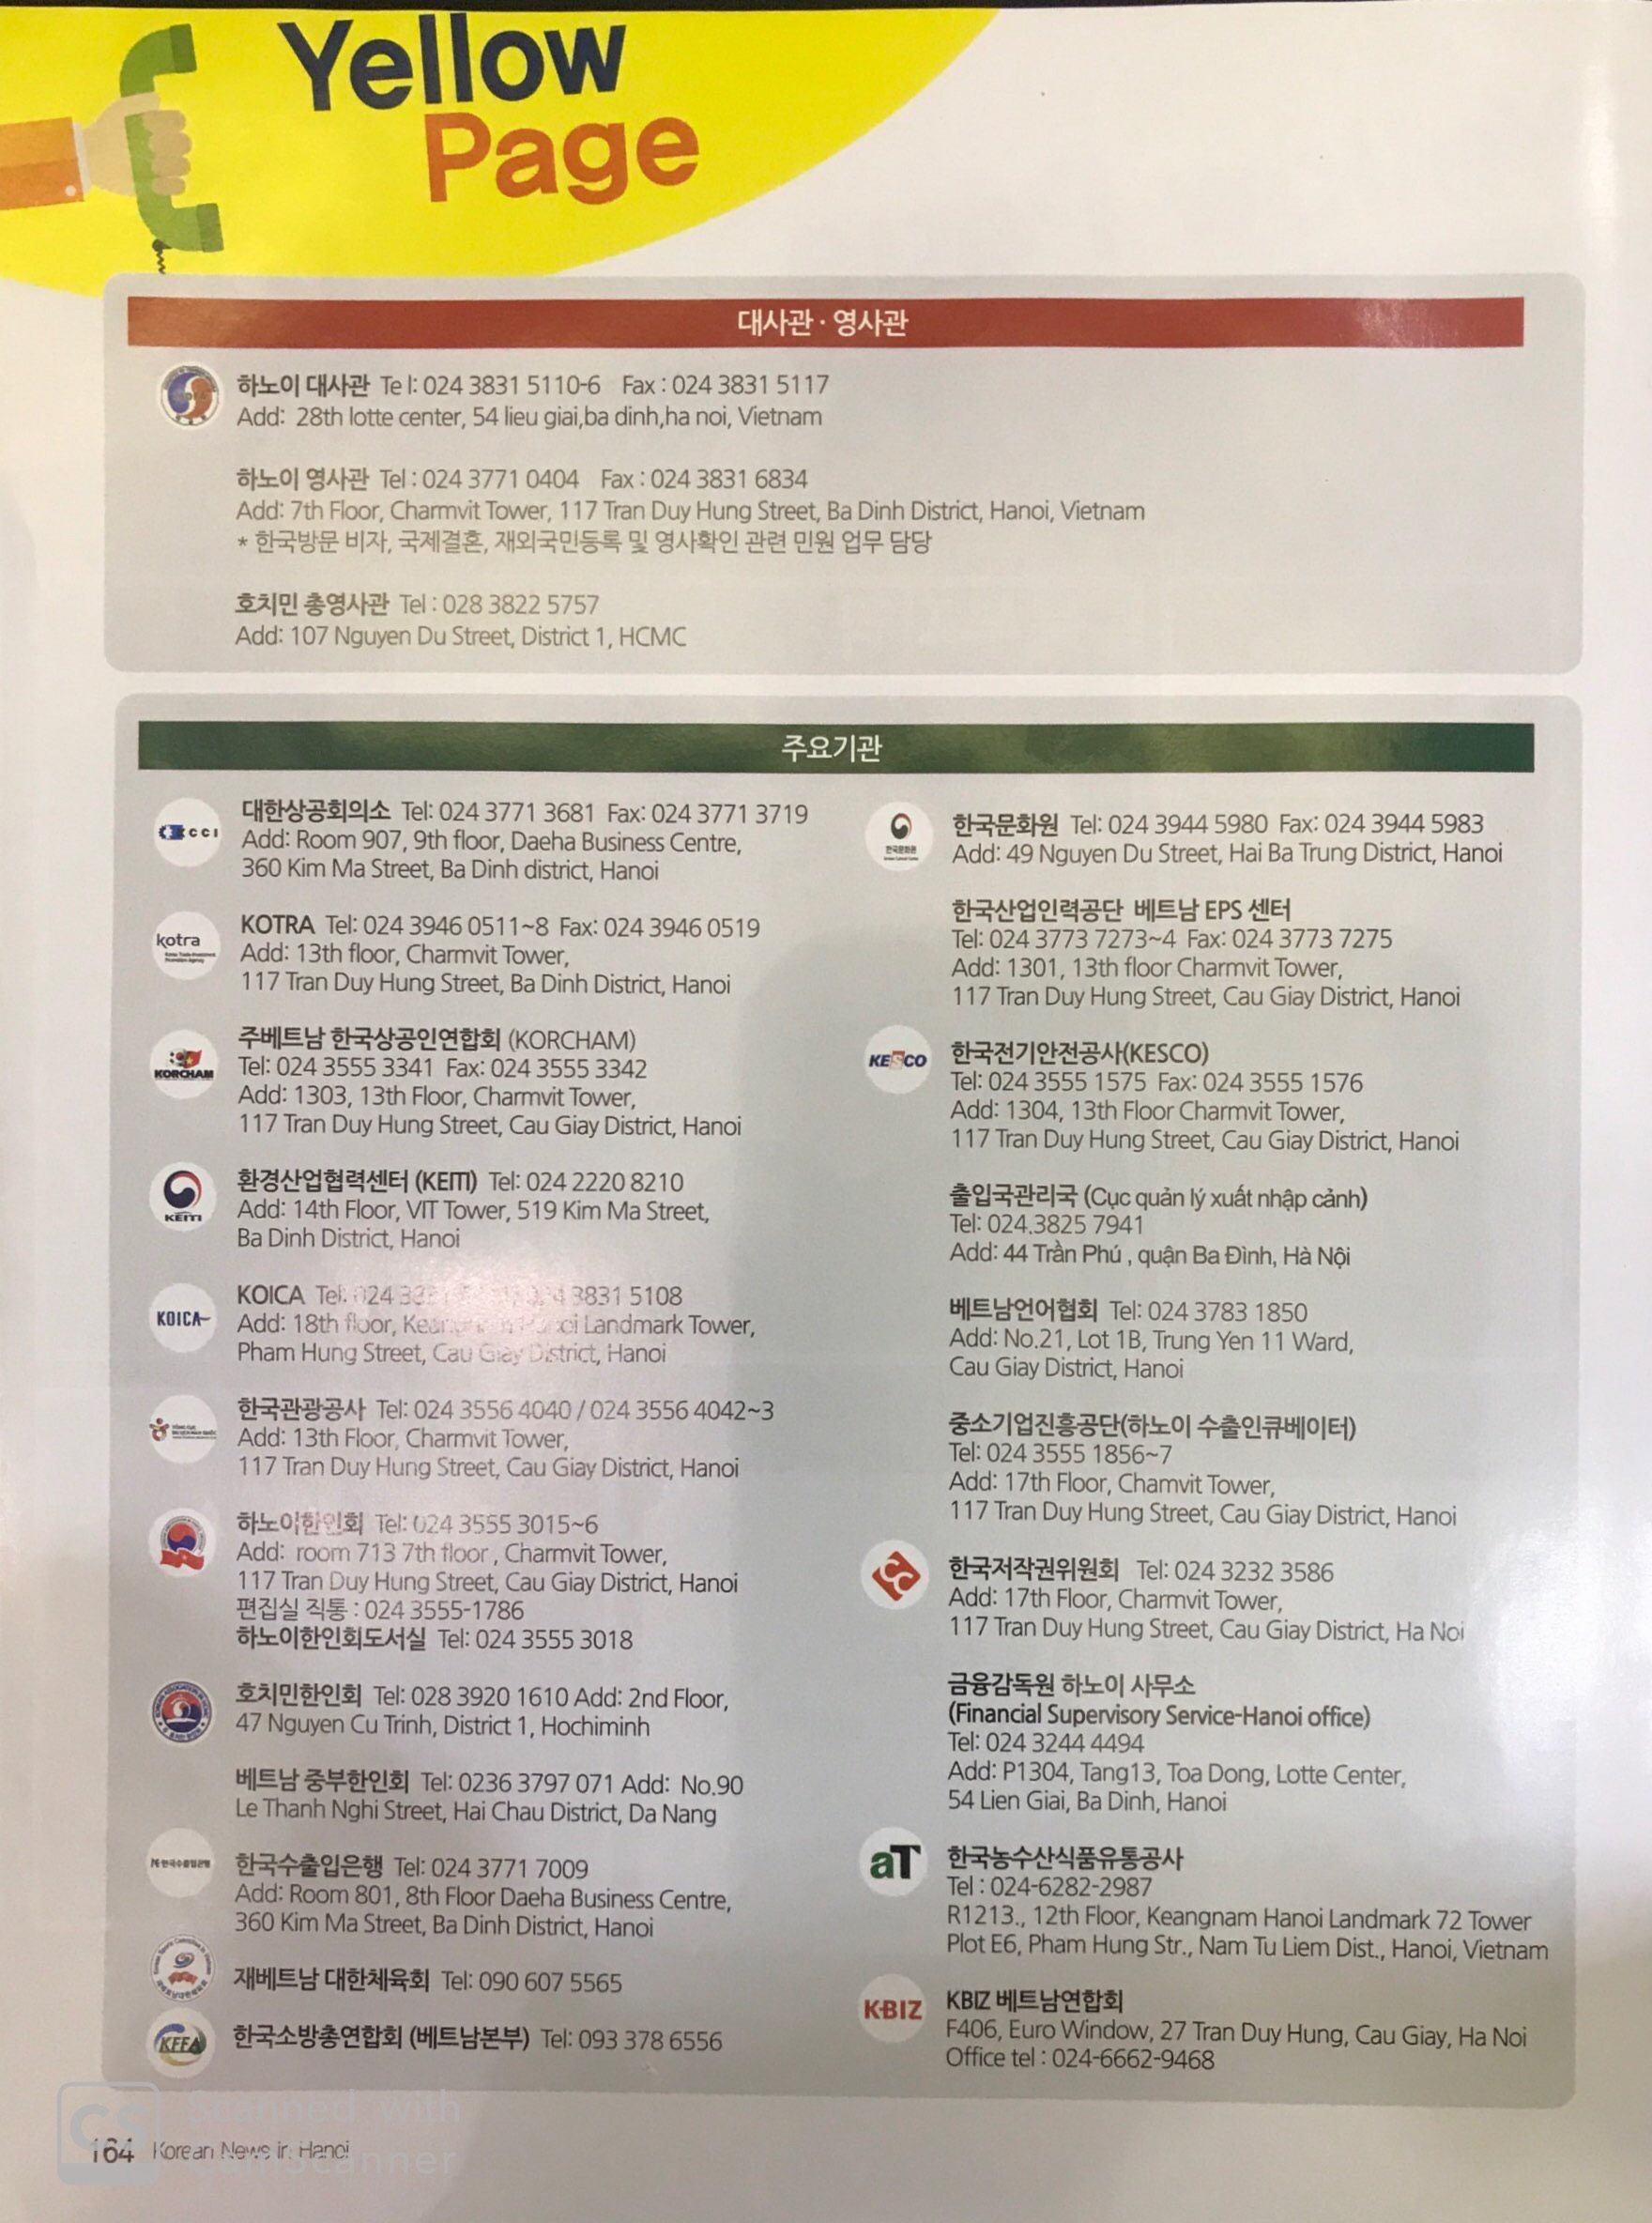 Yellow
Page
대사관 · 영사관
하노이 대사관 Te l: 024 3831 5110-6 Fax : 024 3831 5117
Add: 28th lotte center, 54 lieu giai,ba dinh,ha noi, Vietnam
하노이 영사관 Tel : 024 3771 0404 Fax : 024 3831 6834
Add: 7th Floor, Charmvit Tower, 117 Tran Duy Hung Street, Ba Dinh District, Hanoi, Vietnam
* 한국방문 비자, 국제결혼, 재외국민등록 및 영사확인 관련 민원 업무 담당
호치민 총영사관 Tel : 028 3822 5757
Add: 107 Nguyen Du Street, District 1, HCMC
주요기관
CCI
대한상공회의소 Tel: 024 3771 3681 Fax: 024 3771 3719
Add: Room 907, 9th floor, Daeha Business Centre,
360 Kim Ma Street, Ba Dinh district, Hanoi
kotra
KOTRA Tel: 024 3946 0511~8 Fax: 024 3946 0519
Add: 13th floor, Charmvit Tower,
117 Tran Duy Hung Street, Ba Dinh District, Hanoi
KORCHAM
주베트남 한국상공인연합회 (KORCHAM)
Tel: 024 3555 3341 Fax: 024 3555 3342
Add: 1303, 13th Floor, Charmvit Tower,
117 Tran Duy Hung Street, Cau Giay District, Hanoi
KEITI
환경산업협력센터 (KEITI) Tel: 024 2220 8210
Add: 14th Floor, VIT Tower, 519 Kim Ma Street,
Ba Dinh District, Hanoi
KOICA
KOICA Tel: 024 3831 5108
Add: 18th floor, Landmark Tower,
Pham Hung Street, Cau Giay District, Hanoi
한국관광공사 Tel: 024 3556 4040 / 024 3556 4042~3
Add: 13th Floor, Charmvit Tower,
117 Tran Duy Hung Street, Cau Giay District, Hanoi
하노이한인회 Tel: 024 3555 3015~6
Add: room 713 7th floor , Charmvit Tower,
117 Tran Duy Hung Street, Cau Giay District, Hanoi
편집실 직통 : 024 3555-1786
하노이한인회도서실 Tel: 024 3555 3018
호치민한인회 Tel: 028 3920 1610 Add: 2nd Floor,
47 Nguyen Cu Trinh, District 1, Hochiminh
베트남 중부한인회 Tel: 0236 3797 071 Add: No.90
Le Thanh Nghi Street, Hai Chau District, Da Nang
한국수출입은행
한국수출입은행 Tel: 024 3771 7009
Add: Room 801, 8th Floor Daeha Business Centre,
360 Kim Ma Street, Ba Dinh District, Hanoi
재베트남 대한체육회 Tel: 090 607 5565
KFFA
한국소방총연합회 (베트남본부) Tel: 093 378 6556
한국문화원
한국문화원 Tel: 024 3944 5980 Fax: 024 3944 5983
Add: 49 Nguyen Du Street, Hai Ba Trung District, Hanoi
한국산업인력공단 베트남 EPS 센터
Tel: 024 3773 7273~4 Fax: 024 3773 7275
Add: 1301, 13th floor Charmvit Tower,
117 Tran Duy Hung Street, Cau Giay District, Hanoi
KESCO
한국전기안전공사(KESCO)
Tel: 024 3555 1575 Fax: 024 3555 1576
Add: 1304, 13th Floor Charmvit Tower,
117 Tran Duy Hung Street, Cau Giay District, Hanoi
출입국관리국 (Cục quản lý xuất nhập cảnh)
Tel: 024.3825 7941
Add: 44 Trần Phú , quận Ba Đình, Hà Nội
베트남언어협회 Tel: 024 3783 1850
Add: No.21, Lot 1B, Trung Yen 11 Ward,
Cau Giay District, Hanoi
중소기업진흥공단(하노이 수출인큐베이터)
Tel: 024 3555 1856~7
Add: 17th Floor, Chamvit Tower,
117 Tran Duy Hung Street, Cau Giay District, Hanoi
CC
한국저작권위원회 Tel: 024 3232 3586
Add: 17th Floor, Charmvit Tower,
117 Tran Duy Hung Street, Cau Giay District, Ha Noi
금융감독원 하노이 사무소
(Financial Supervisory Service-Hanoi office)
Tel: 024 3244 4494
Add: P1304, Tang13, Toa Dong, Lotte Center,
54 Lien Giai, Ba Dinh, Hanoi
aT
한국농수산식품유통공사
Tel : 024-6282-2987
R1213., 12th Floor, Keangnam Hanoi Landmark 72 Tower
Plot E6, Pham Hung Str., Nam Tu Liem Dist., Hanoi, Vietnam
K-BIZ
KBIZ 베트남연합회
F406, Euro Window, 27 Tran Duy Hung, Cau Giay, Ha Noi
Office tel : 024-6662-9468
164 Korean News in Hanoi
CS Scanned with
CamScanner